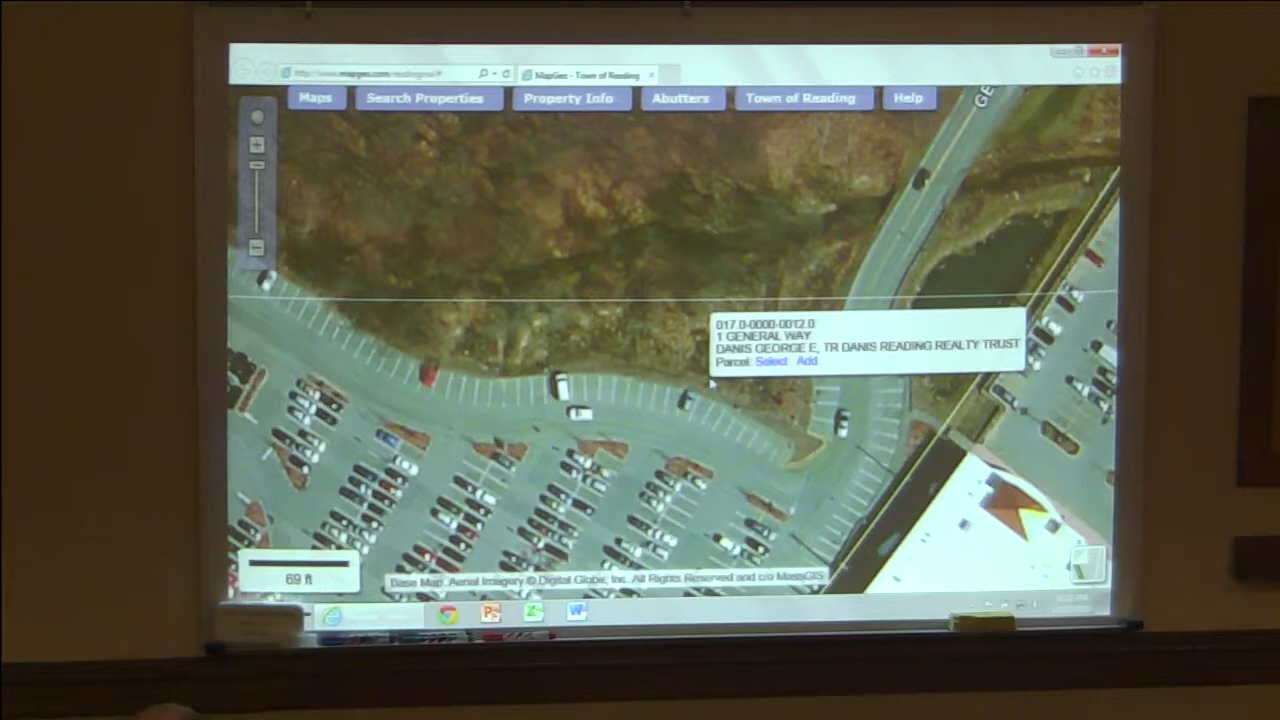 MapGeo - Town of Reading
Maps
Search Properties
Property Info
Abutters
Town of Reading
Help
GE
017.0-0000-0012.0
1 GENERAL WAY
DANIS GEORGE E, TR DANIS READING REALTY TRUST
Parcel: Select Add
69 ft
Base Map, Aerial Imagery © Digital Globe, Inc. All Rights Reserved and c/o MassGIS